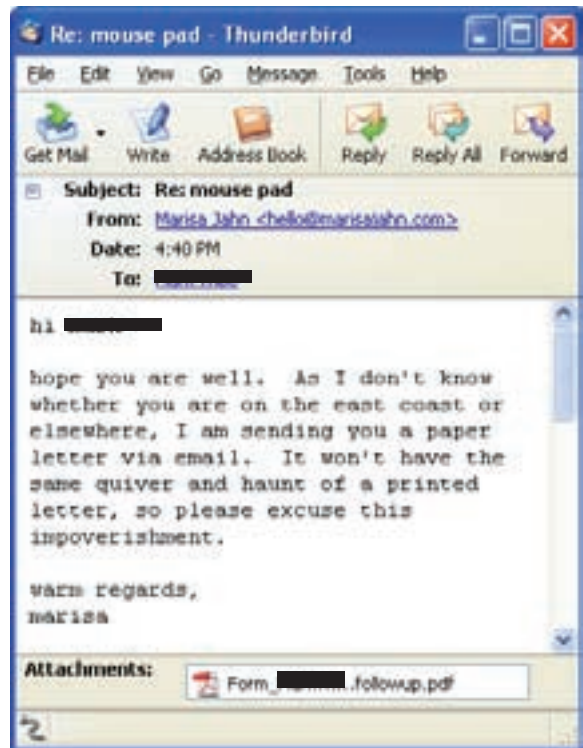 Re: mouse pad - Thunderbird
File Edit View Go Message Tools Help
Get Mail Write Address Book Reply Reply All Forward
Subject: Re: mouse pad
From: Marisa Jahn <hello@marisajahn.com>
Date: 4:40 PM
To:
hi
hope you are well. As I don't know
whether you are on the east coast or
elsewhere, I am sending you a paper
letter via email. It won't have the
same quiver and haunt of a printed
letter, so please excuse this
impoverishment.
warm regards,
marisa
Attachments:
Form_ .followup.pdf